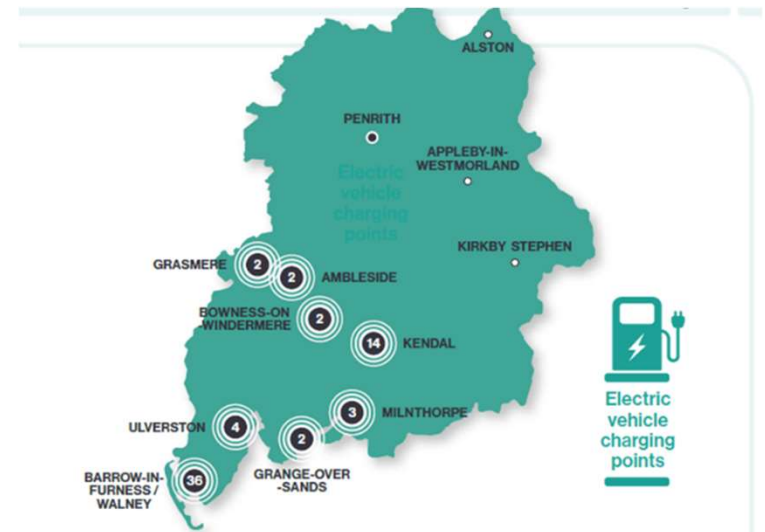 ALSTON
PENRITH
APPLEBY-IN-
WESTMORLAND
Electric
vehicle
charging
points
KIRKBY STEPHEN
GRASMERE
2
2
AMBLESIDE
BOWNESS-ON
-WINDERMERE
2
14
KENDAL
3
MILNTHORPE
ULVERSTON
4
2
GRANGE-OVER
-SANDS
BARROW-IN-
FURNESS /
WALNEY
36
Electric
vehicle
charging
points